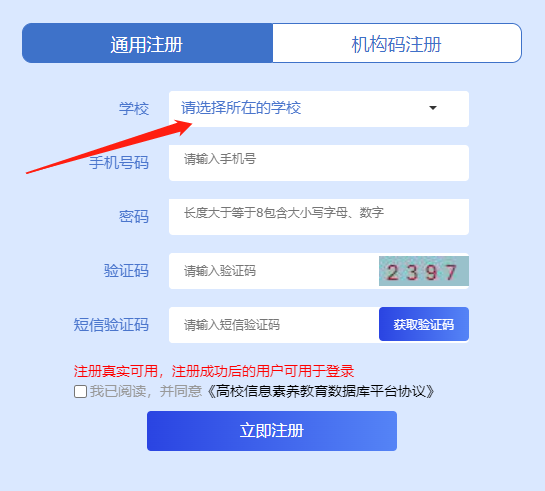 通用注册 机构码注册
学校 请选择所在的学校
手机号码 请输入手机号
密码 长度大于等于8包含大小写字母、数字
验证码 请输入验证码 2397
短信验证码 请输入短信验证码 获取验证码
注册真实可用，注册成功后的用户可用于登录
我已阅读，并同意《高校信息素养教育数据库平台协议》
立即注册